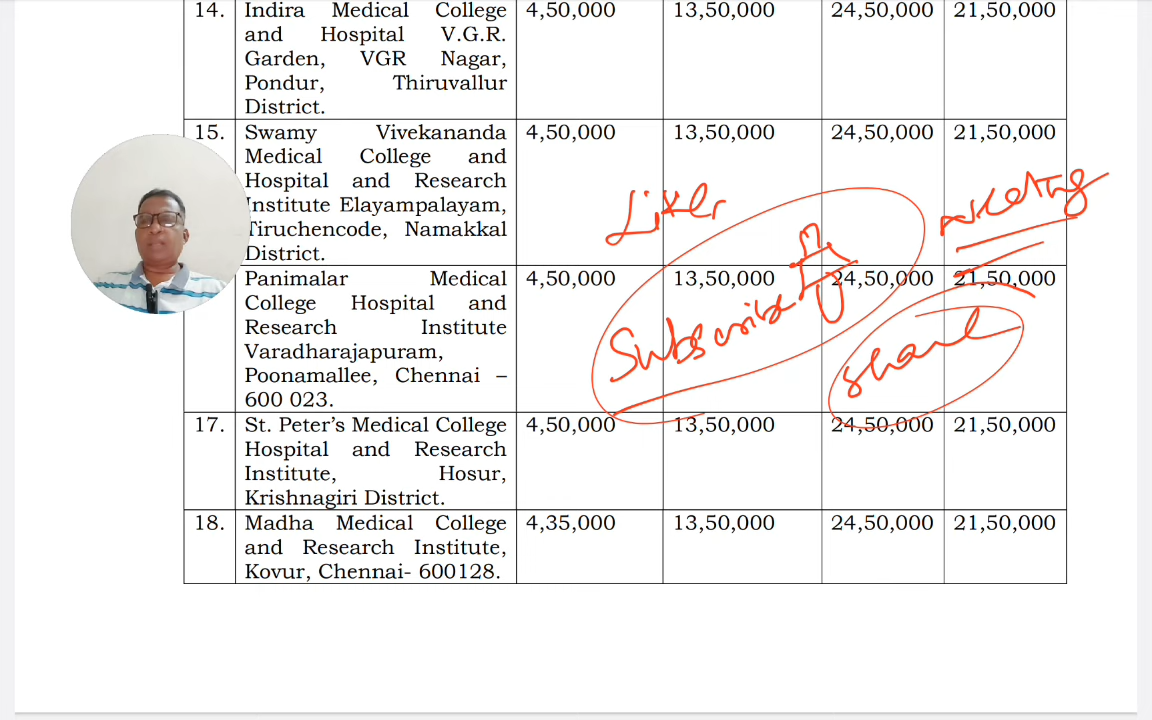 14. Indira Medical College 4,50,000 13,50,000 24,50,000 21,50,000
and Hospital V.G.R.
Garden, VGR Nagar,
Pondur, Thiruvallur
District.
15. Swamy Vivekananda 4,50,000 13,50,000 24,50,000 21,50,000
Medical College and
Hospital and Research
Institute Elayampalayam,
Tiruchencode, Namakkal
District.
Panimalar Medical 4,50,000 13,50,000 24,50,000 21,50,000
College Hospital and
Research Institute
Varadharajapuram,
Poonamallee, Chennai –
600 023.
17. St. Peter’s Medical College 4,50,000 13,50,000 24,50,000 21,50,000
Hospital and Research
Institute, Hosur,
Krishnagiri District.
18. Madha Medical College 4,35,000 13,50,000 24,50,000 21,50,000
and Research Institute,
Kovur, Chennai- 600128.
Subscribe
Share